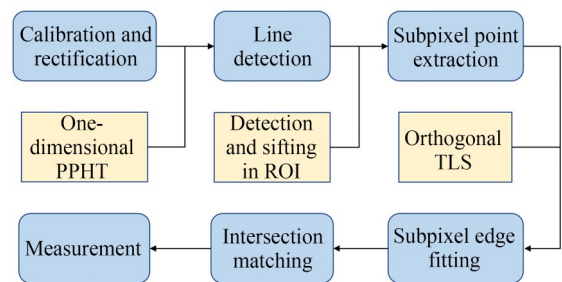 Calibration and
rectification
Line
detection
Subpixel point
extraction
One-
dimensional
PPHT
Detection
and sifting
in ROI
Orthogonal
TLS
Measurement
Intersection
matching
Subpixel edge
fitting